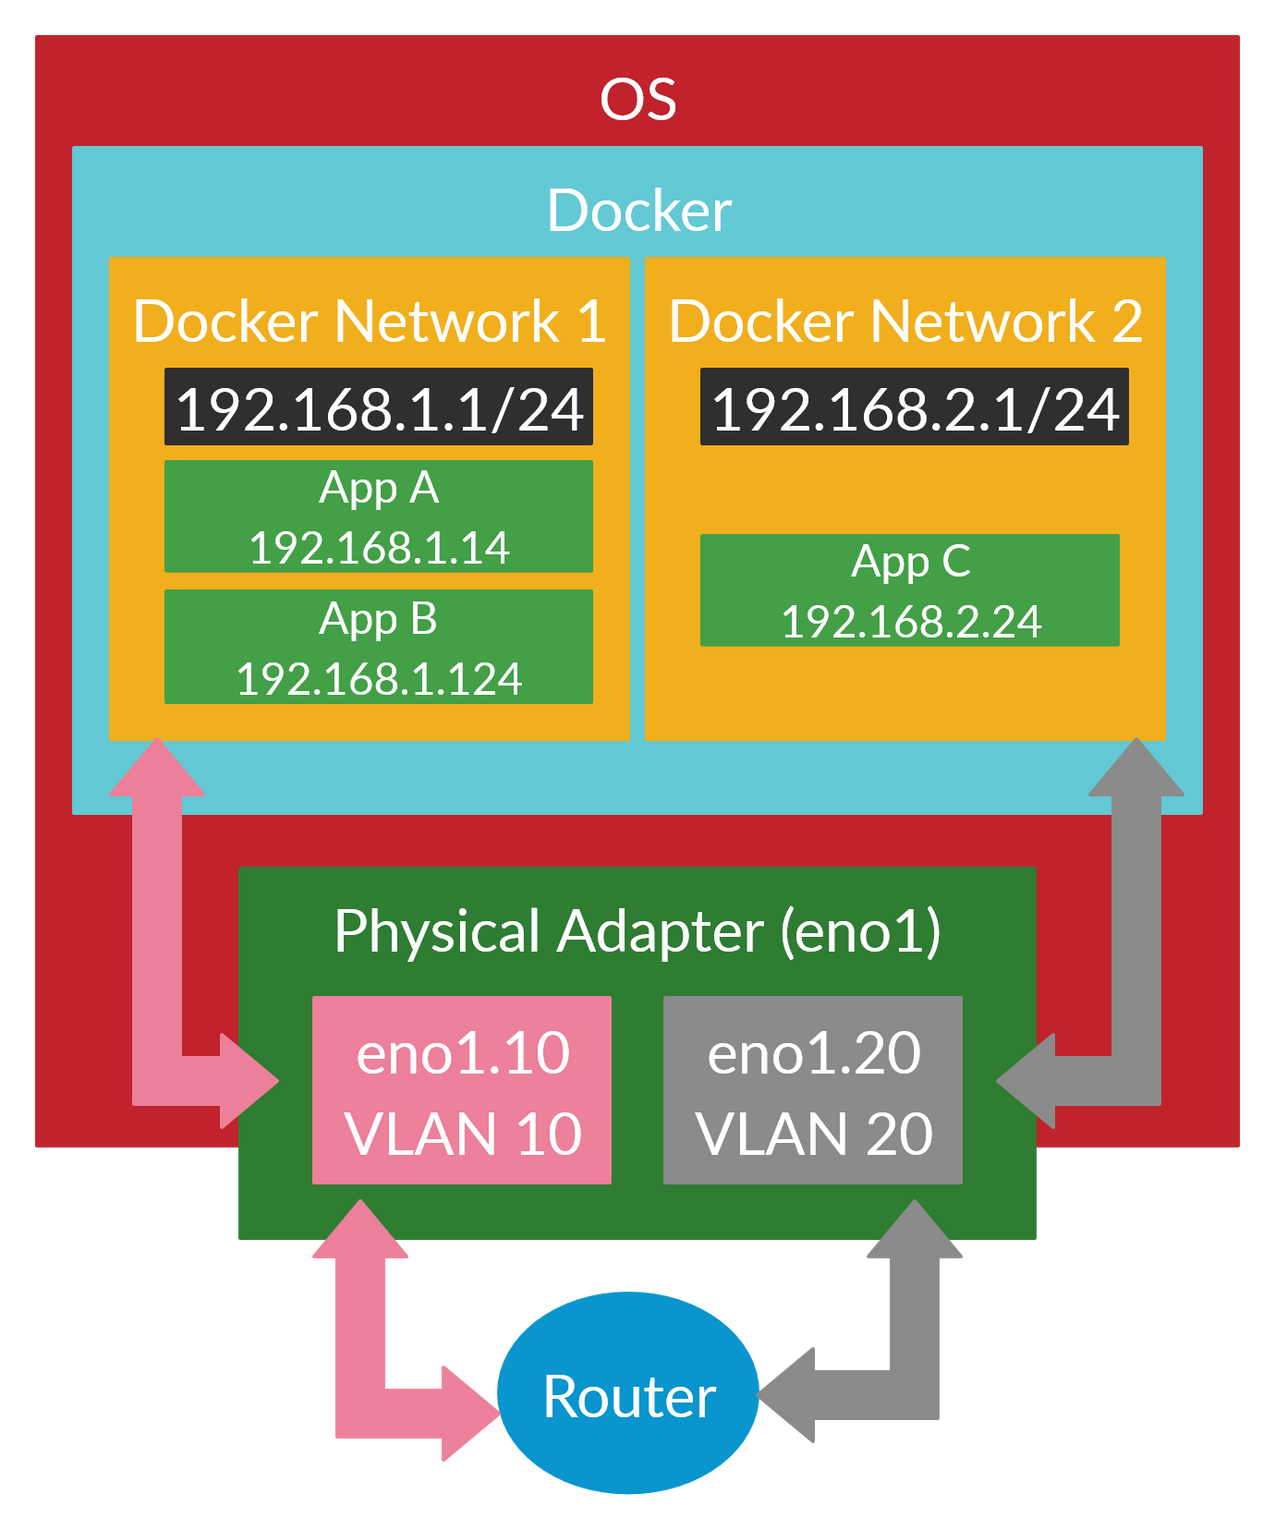 OS
Docker
Docker Network 1
192.168.1.1/24
App A
192.168.1.14
App B
192.168.1.124
Docker Network 2
192.168.2.1/24
App C
192.168.2.24
Physical Adapter (eno1)
eno1.10
VLAN 10
eno1.20
VLAN 20
Router